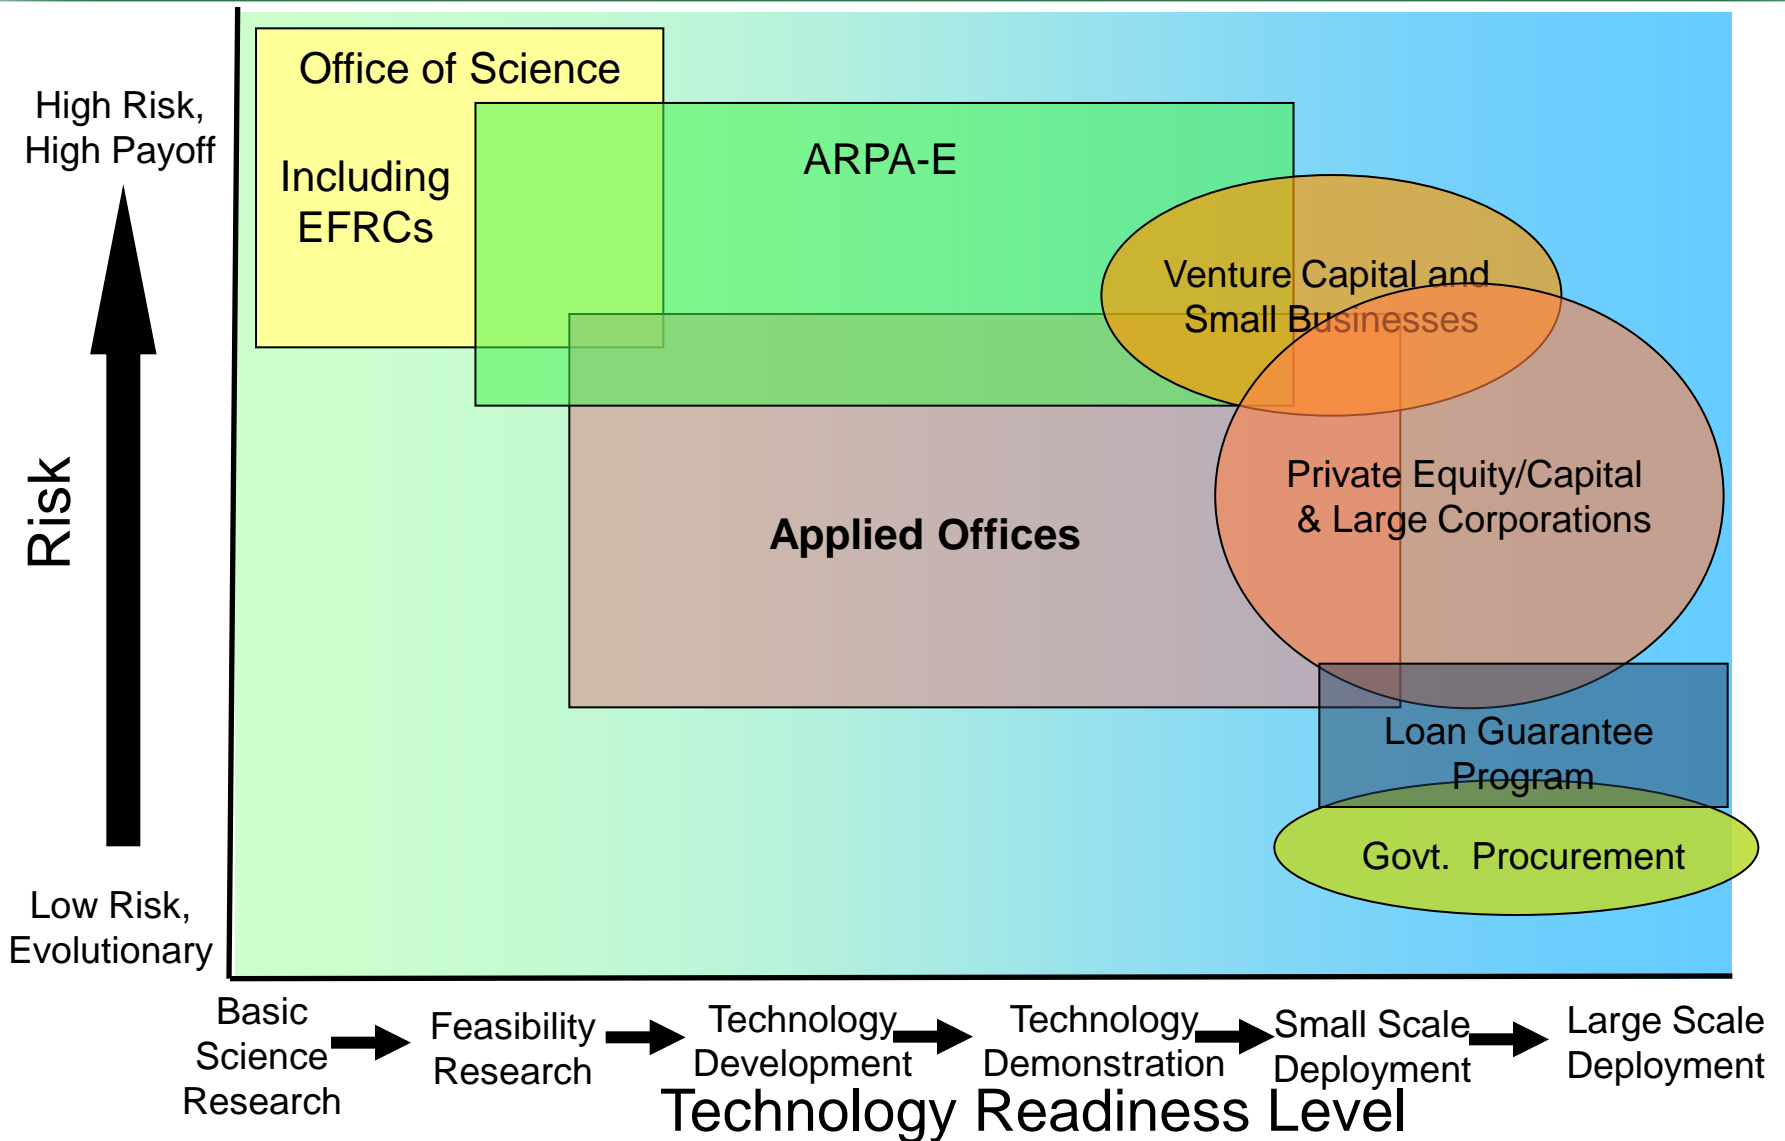 Office of Science
High Risk,
High Payoff
Including
EFRCs
ARPA-E
Venture Capital and
Small Businesses
Risk
Private Equity/Capital
& Large Corporations
Applied Offices
Loan Guarantee
Program
Govt. Procurement
Low Risk,
Evolutionary
Basic
Science
Research
Feasibility
Research
Technology
Development
Technology
Demonstration
Small Scale
Deployment
Large Scale
Deployment
Technology Readiness Level